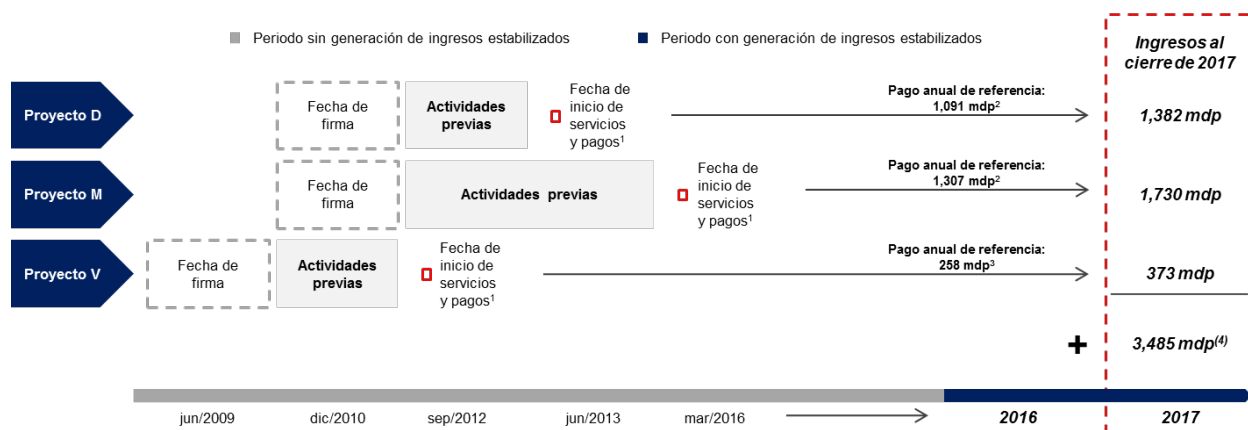 Periodo sin generación de ingresos estabilizados
Periodo con generación de ingresos estabilizados
Ingresos al
cierre de 2017
Proyecto D
Fecha de
firma
Actividades
previas
Fecha de
inicio de
servicios
y pagos¹
Pago anual de referencia:
1,091 mdp²
1,382 mdp
Proyecto M
Fecha de
firma
Actividades previas
Fecha de
inicio de
servicios
y pagos¹
Pago anual de referencia:
1,307 mdp²
1,730 mdp
Proyecto V
Fecha de
firma
Actividades
previas
Fecha de
inicio de
servicios
y pagos¹
Pago anual de referencia:
258 mdp³
373 mdp
+
3,485 mdp⁽⁴⁾
jun/2009
dic/2010
sep/2012
jun/2013
mar/2016
2016
2017